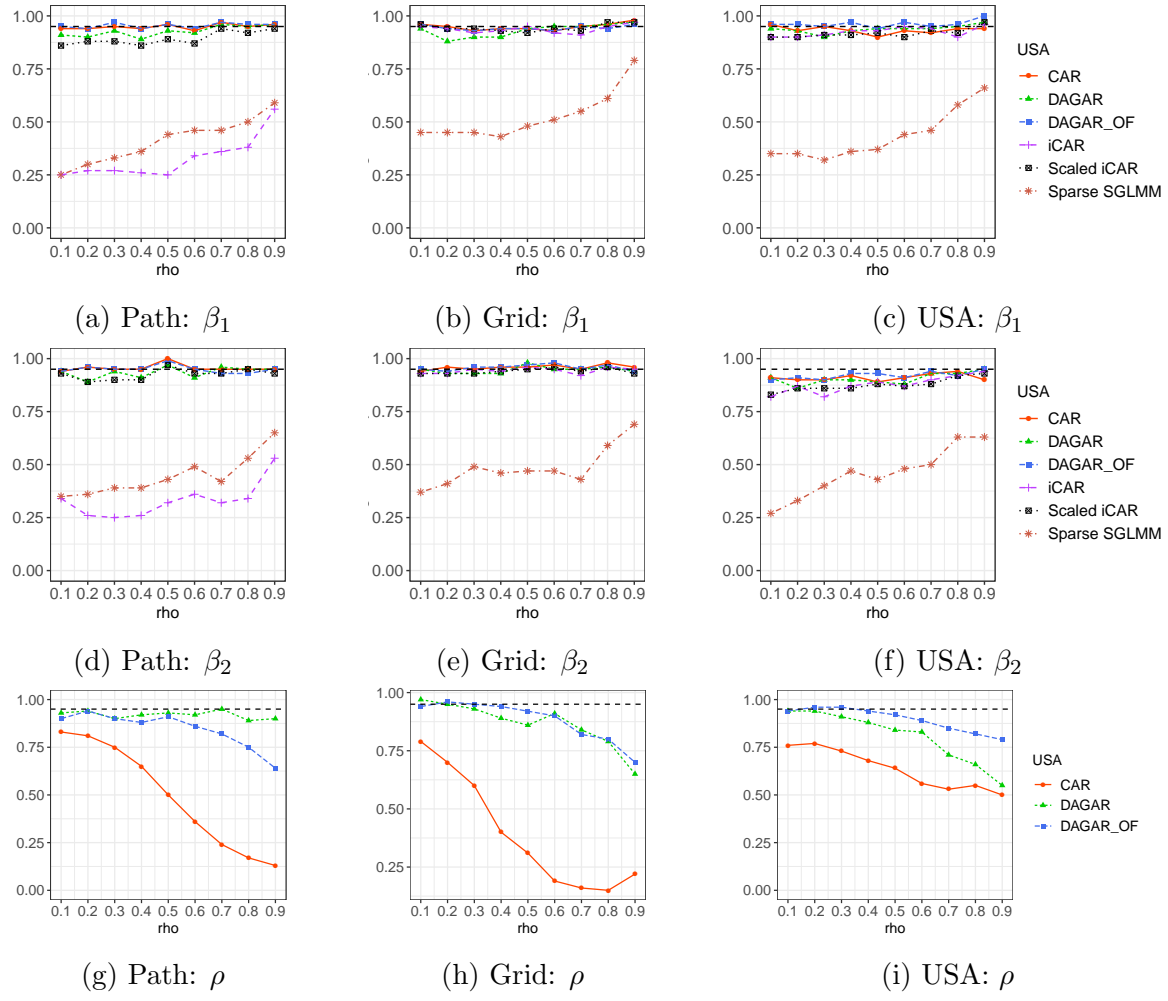 1.00
0.75
0.50
0.25
0.00
0.1 0.2 0.3 0.4 0.5 0.6 0.7 0.8 0.9
rho
(a) Path: β₁
1.00
0.75
0.50
0.25
0.00
0.1 0.2 0.3 0.4 0.5 0.6 0.7 0.8 0.9
rho
(b) Grid: β₁
1.00
0.75
0.50
0.25
0.00
0.1 0.2 0.3 0.4 0.5 0.6 0.7 0.8 0.9
rho
USA
CAR
DAGAR
DAGAR_OF
iCAR
Scaled iCAR
Sparse SGLMM
(c) USA: β₁
1.00
0.75
0.50
0.25
0.00
0.1 0.2 0.3 0.4 0.5 0.6 0.7 0.8 0.9
rho
(d) Path: β₂
1.00
0.75
0.50
0.25
0.00
0.1 0.2 0.3 0.4 0.5 0.6 0.7 0.8 0.9
rho
(e) Grid: β₂
1.00
0.75
0.50
0.25
0.00
0.1 0.2 0.3 0.4 0.5 0.6 0.7 0.8 0.9
rho
USA
CAR
DAGAR
DAGAR_OF
iCAR
Scaled iCAR
Sparse SGLMM
(f) USA: β₂
1.00
0.75
0.50
0.25
0.00
0.1 0.2 0.3 0.4 0.5 0.6 0.7 0.8 0.9
rho
(g) Path: ρ
1.00
0.75
0.50
0.25
0.1 0.2 0.3 0.4 0.5 0.6 0.7 0.8 0.9
rho
(h) Grid: ρ
1.00
0.75
0.50
0.25
0.00
0.1 0.2 0.3 0.4 0.5 0.6 0.7 0.8 0.9
rho
USA
CAR
DAGAR
DAGAR_OF
(i) USA: ρ